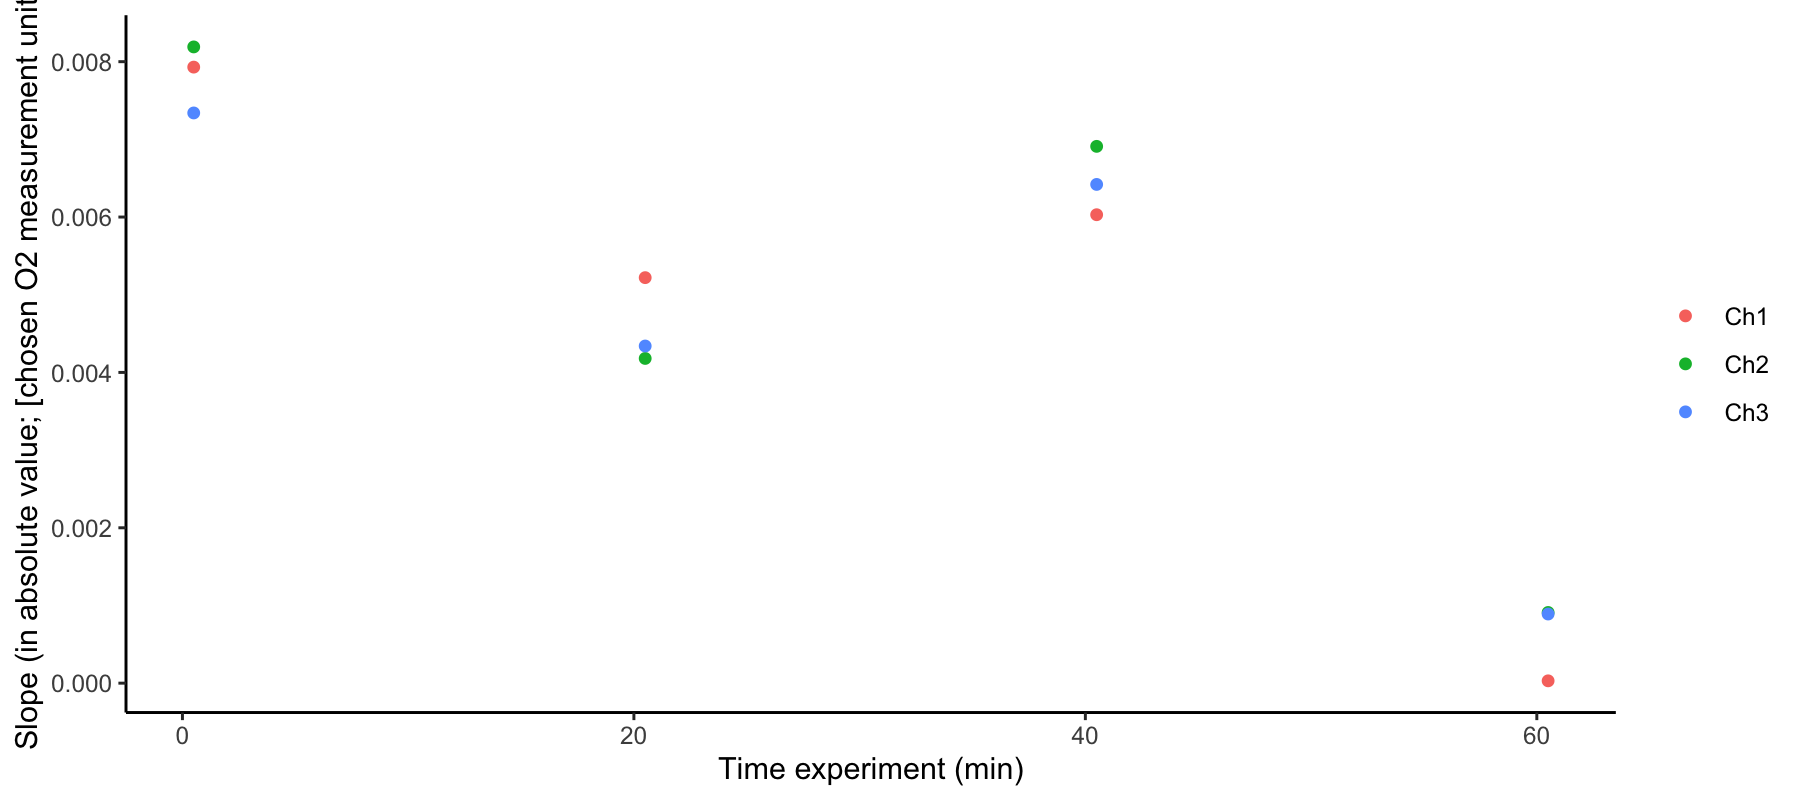 Slope (in absolute value; [chosen O2 measurement unit
0.008
0.006
0.004
0.002
0.000
0
20
40
60
Time experiment (min)
Ch1
Ch2
Ch3